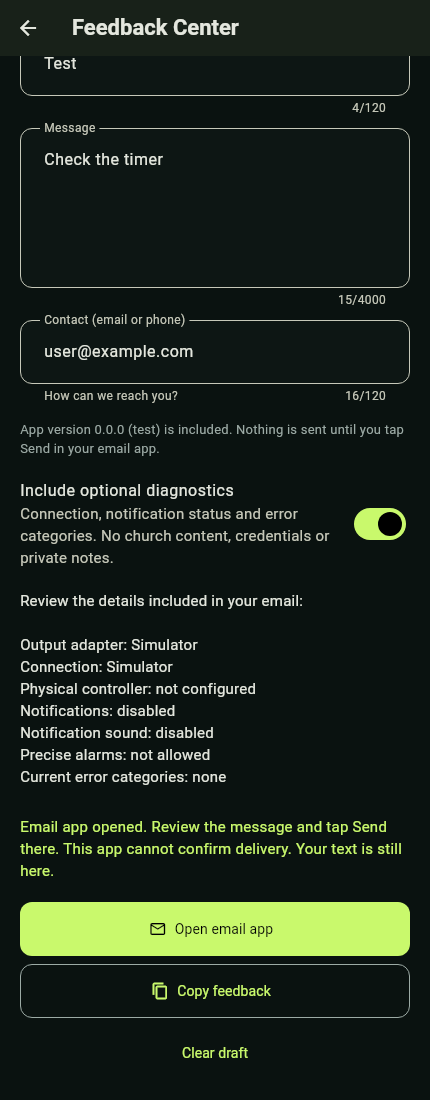 Feedback Center
Test
4/120
Message
Check the timer
15/4000
Contact (email or phone)
user@example.com
How can we reach you?
16/120
App version 0.0.0 (test) is included. Nothing is sent until you tap
Send in your email app.
Include optional diagnostics
Connection, notification status and error
categories. No church content, credentials or
private notes.
Review the details included in your email:
Output adapter: Simulator
Connection: Simulator
Physical controller: not configured
Notifications: disabled
Notification sound: disabled
Precise alarms: not allowed
Current error categories: none
Email app opened. Review the message and tap Send
there. This app cannot confirm delivery. Your text is still
here.
Open email app
Copy feedback
Clear draft